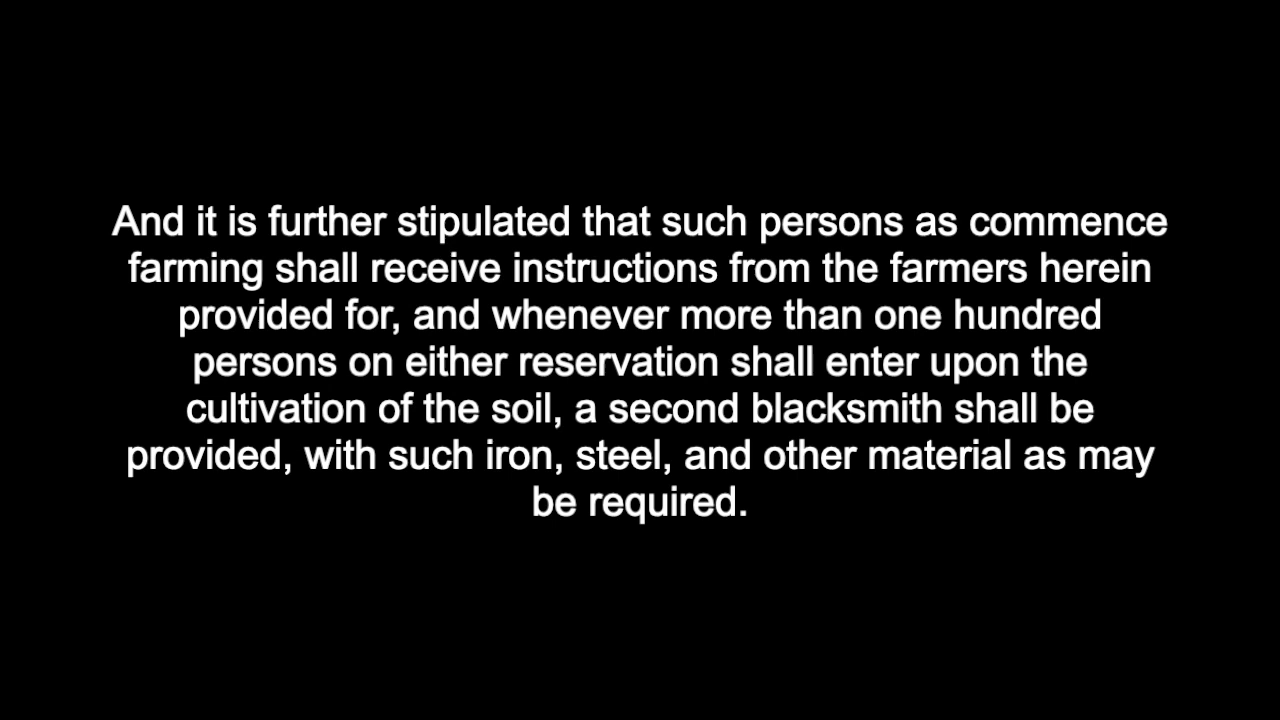 And it is further stipulated that such persons as commence
farming shall receive instructions from the farmers herein
provided for, and whenever more than one hundred
persons on either reservation shall enter upon the
cultivation of the soil, a second blacksmith shall be
provided, with such iron, steel, and other material as may
be required.